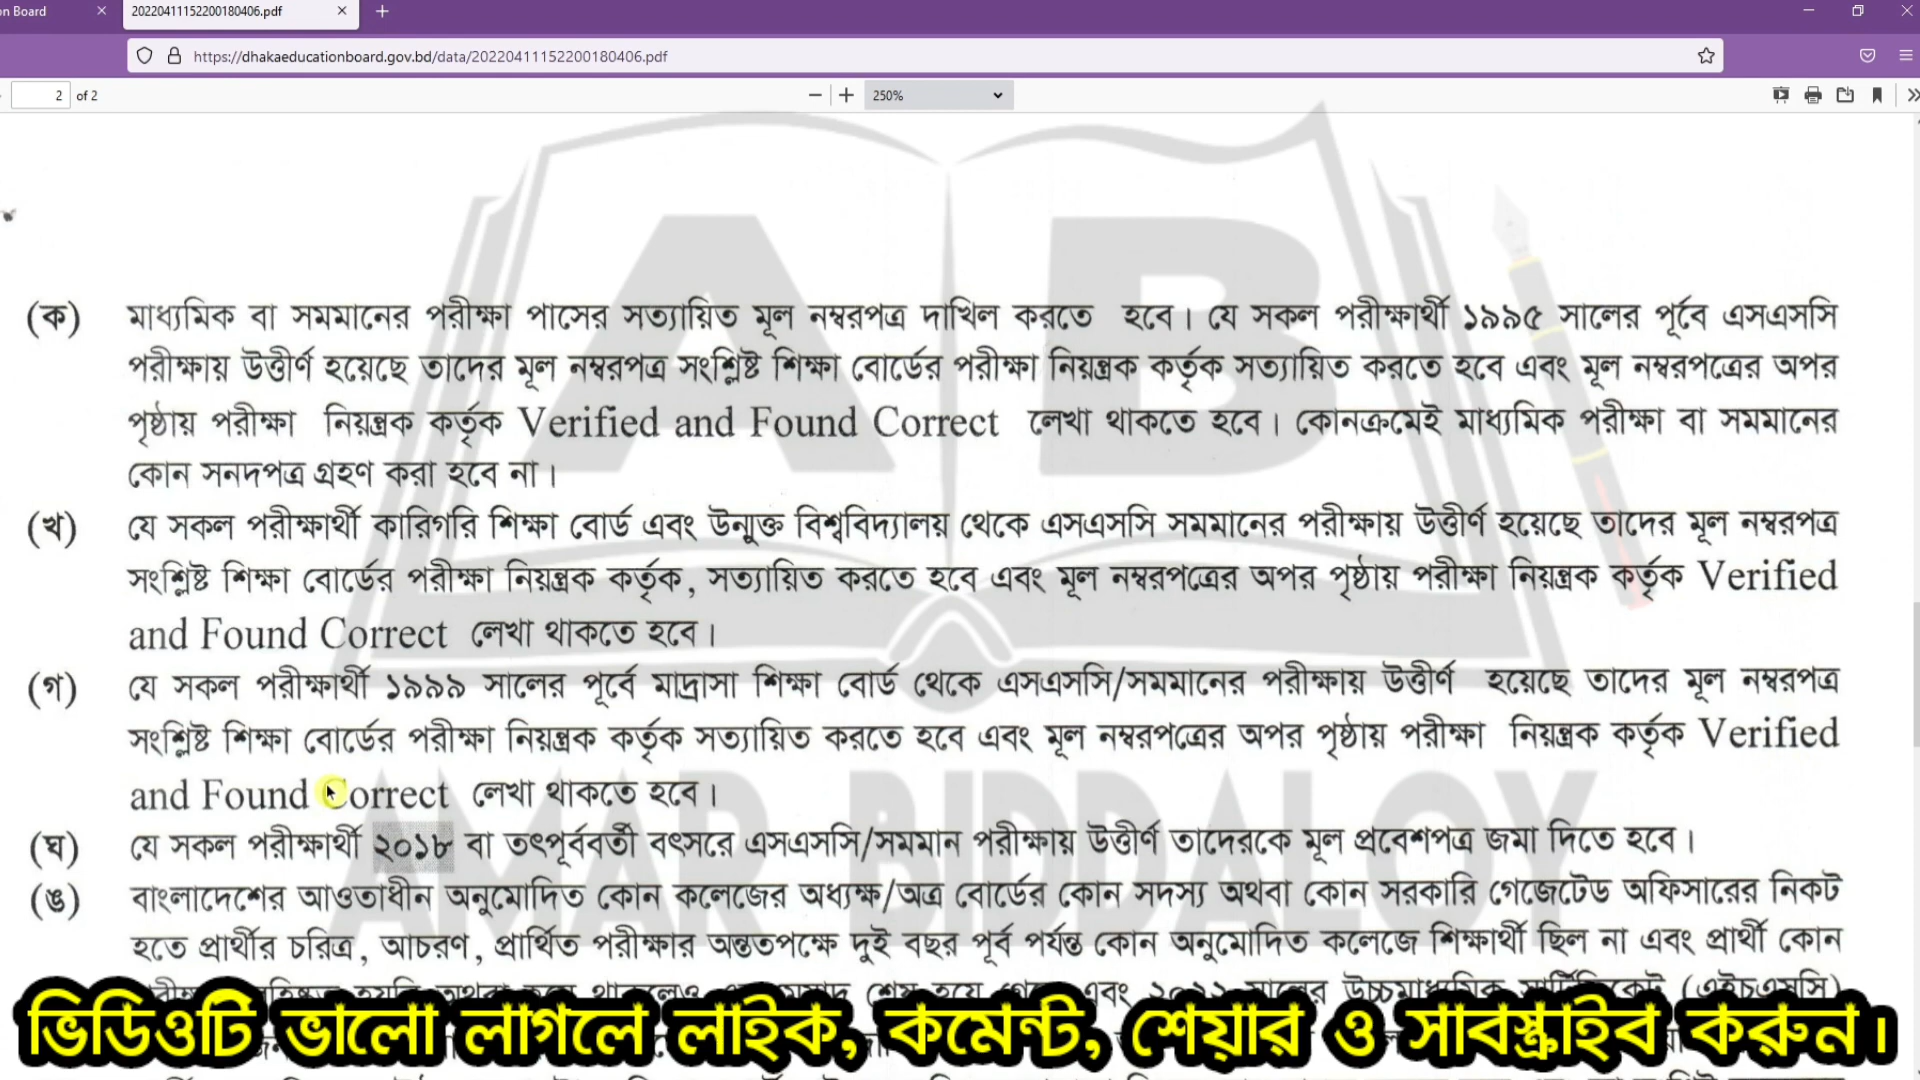 on Board
20220411152200180406.pdf
https://dhakaeducationboard.gov.bd/data/20220411152200180406.pdf
2 of 2
250%
(ক) মাধ্যমিক বা সমমানের পরীক্ষা পাসের সত্যায়িত মূল নম্বরপত্র দাখিল করতে হবে। যে সকল পরীক্ষার্থী ১৯৯৫ সালের পূর্বে এসএসসি
পরীক্ষায় উত্তীর্ণ হয়েছে তাদের মূল নম্বরপত্র সংশ্লিষ্ট শিক্ষা বোর্ডের পরীক্ষা নিয়ন্ত্রক কর্তৃক সত্যায়িত করতে হবে এবং মূল নম্বরপত্রের অপর
পৃষ্ঠায় পরীক্ষা নিয়ন্ত্রক কর্তৃক Verified and Found Correct লেখা থাকতে হবে। কোনক্রমেই মাধ্যমিক পরীক্ষা বা সমমানের
কোন সনদপত্র গ্রহণ করা হবে না।
(খ) যে সকল পরীক্ষার্থী কারিগরি শিক্ষা বোর্ড এবং উন্মুক্ত বিশ্ববিদ্যালয় থেকে এসএসসি সমমানের পরীক্ষায় উত্তীর্ণ হয়েছে তাদের মূল নম্বরপত্র
সংশ্লিষ্ট শিক্ষা বোর্ডের পরীক্ষা নিয়ন্ত্রক কর্তৃক, সত্যায়িত করতে হবে এবং মূল নম্বরপত্রের অপর পৃষ্ঠায় পরীক্ষা নিয়ন্ত্রক কর্তৃক Verified
and Found Correct লেখা থাকতে হবে।
(গ) যে সকল পরীক্ষার্থী ১৯৯৯ সালের পূর্বে মাদ্রাসা শিক্ষা বোর্ড থেকে এসএসসি/সমমানের পরীক্ষায় উত্তীর্ণ হয়েছে তাদের মূল নম্বরপত্র
সংশ্লিষ্ট শিক্ষা বোর্ডের পরীক্ষা নিয়ন্ত্রক কর্তৃক সত্যায়িত করতে হবে এবং মূল নম্বরপত্রের অপর পৃষ্ঠায় পরীক্ষা নিয়ন্ত্রক কর্তৃক Verified
and Found Correct লেখা থাকতে হবে।
(ঘ) যে সকল পরীক্ষার্থী ২০১৮ বা তৎপূর্ববর্তী বৎসরে এসএসসি/সমমান পরীক্ষায় উত্তীর্ণ তাদেরকে মূল প্রবেশপত্র জমা দিতে হবে।
(ঙ) বাংলাদেশের আওতাধীন অনুমোদিত কোন কলেজের অধ্যক্ষ/অত্র বোর্ডের কোন সদস্য অথবা কোন সরকারি গেজেটেড অফিসারের নিকট
হতে প্রার্থীর চরিত্র, আচরণ, প্রার্থিত পরীক্ষার অন্ততপক্ষে দুই বছর পূর্ব পর্যন্ত কোন অনুমোদিত কলেজে শিক্ষার্থী ছিল না এবং প্রার্থী কোন
AB
AMAR BIDDALOY
ভিডিওটি ভালো লাগলে লাইক, কমেন্ট, শেয়ার ও সাবস্ক্রাইব করুন।